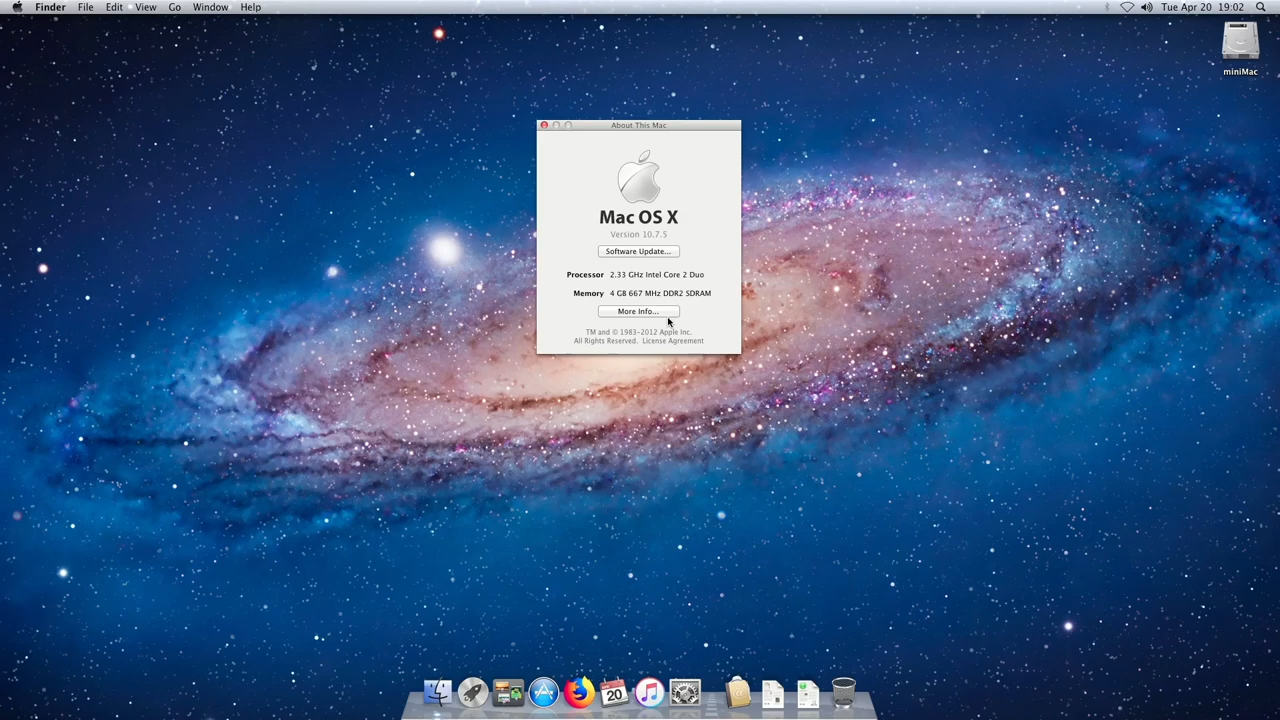 Finder File Edit View Go Window Help
Tue Apr 20 19:02
miniMac
About This Mac
Mac OS X
Version 10.7.5
Software Update...
Processor 2.33 GHz Intel Core 2 Duo
Memory 4 GB 667 MHz DDR2 SDRAM
More Info...
TM and © 1983–2012 Apple Inc.
All Rights Reserved. License Agreement
20